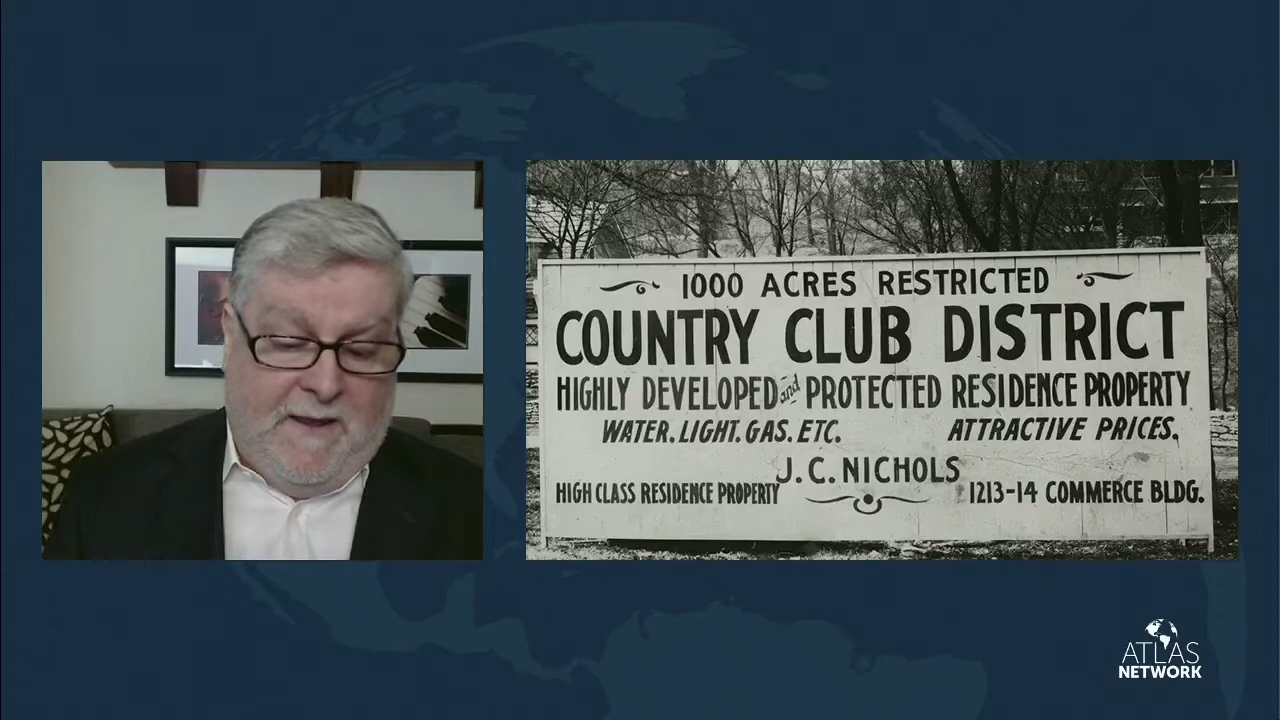 1000 ACRES RESTRICTED
COUNTRY CLUB DISTRICT
HIGHLY DEVELOPED and PROTECTED RESIDENCE PROPERTY
WATER. LIGHT. GAS. ETC. ATTRACTIVE PRICES.
J. C. NICHOLS
HIGH CLASS RESIDENCE PROPERTY 1213-14 COMMERCE BLDG.
ATLAS
NETWORK